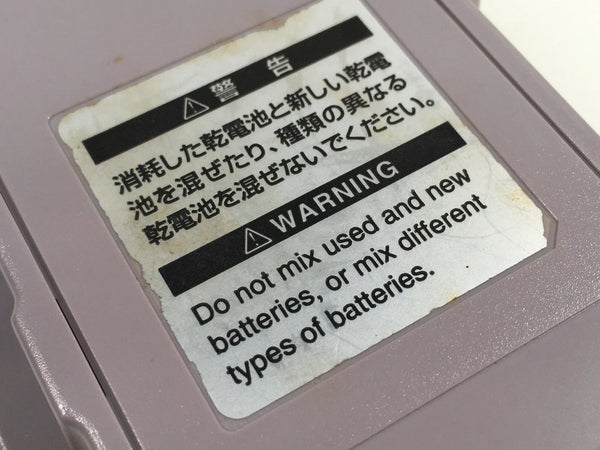 ⚠ 警告
消耗した乾電池と新しい乾電
池を混ぜたり、種類の異なる
乾電池を混ぜないでください。
⚠ WARNING
Do not mix used and new
batteries, or mix different
types of batteries.